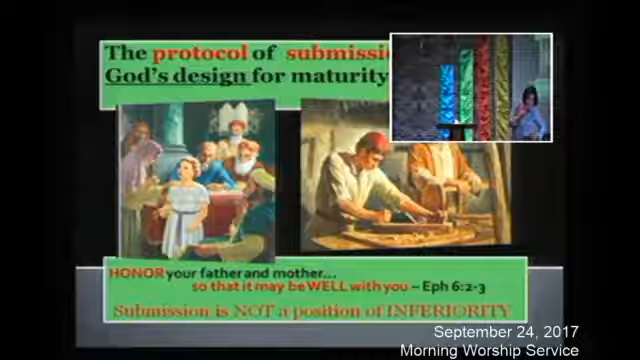 The protocol of
God's design for maturity
HONOR your father and mother...
so that it may be WELL with you – Eph 6:2-3
Submission is NOT a position of INFERIORITY
September 24, 2017
Morning Worship Service